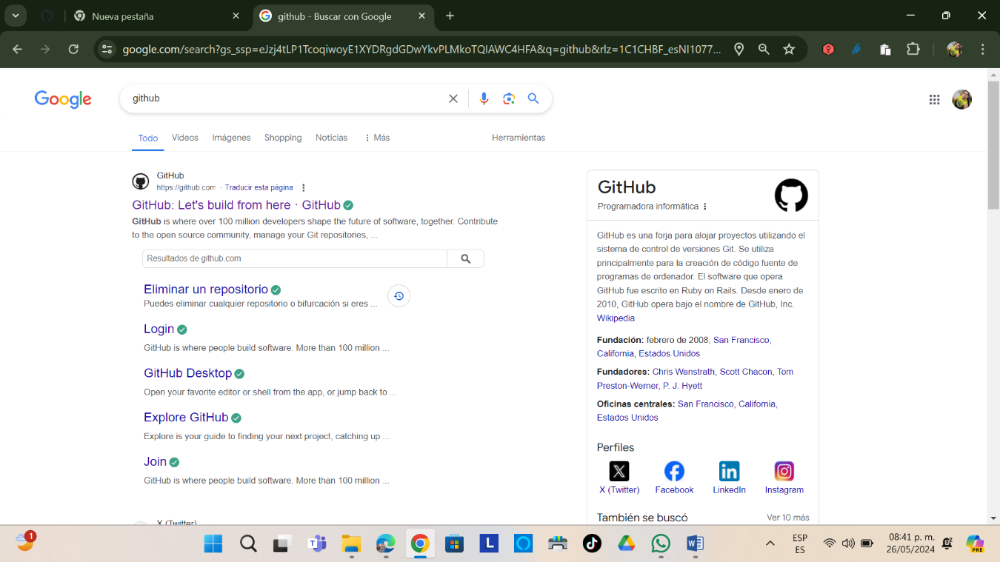 Nueva pestaña
github - Buscar con Google
google.com/search?gs_ssp=eJzj4tLP1TcoqiwoyE1XYDRgdGDwYkvPLMkoTQIAWC4HFA&q=github&rlz=1C1CHBF_esNI1077...
Google
github
Todo
Videos
Imágenes
Shopping
Noticias
Más
Herramientas
GitHub
https://github.com · Traducir esta página
GitHub: Let's build from here · GitHub
GitHub is where over 100 million developers shape the future of software, together. Contribute
to the open source community, manage your Git repositories, ...
Resultados de github.com
Eliminar un repositorio
Puedes eliminar cualquier repositorio o bifurcación si eres ...
Login
GitHub is where people build software. More than 100 million ...
GitHub Desktop
Open your favorite editor or shell from the app, or jump back to ...
Explore GitHub
Explore is your guide to finding your next project, catching up ...
Join
GitHub is where people build software. More than 100 million ...
X (Twitter)
GitHub
Programadora informática
GitHub es una forja para alojar proyectos utilizando el
sistema de control de versiones Git. Se utiliza
principalmente para la creación de código fuente de
programas de ordenador. El software que opera
GitHub fue escrito en Ruby on Rails. Desde enero de
2010, GitHub opera bajo el nombre de GitHub, Inc.
Wikipedia
Fundación: febrero de 2008, San Francisco,
California, Estados Unidos
Fundadores: Chris Wanstrath, Scott Chacon, Tom
Preston-Werner, P. J. Hyett
Oficinas centrales: San Francisco, California,
Estados Unidos
Perfiles
X (Twitter)
Facebook
LinkedIn
Instagram
También se buscó
Ver 10 más
1
L
ESP
ES
08:41 p. m.
26/05/2024
PRE